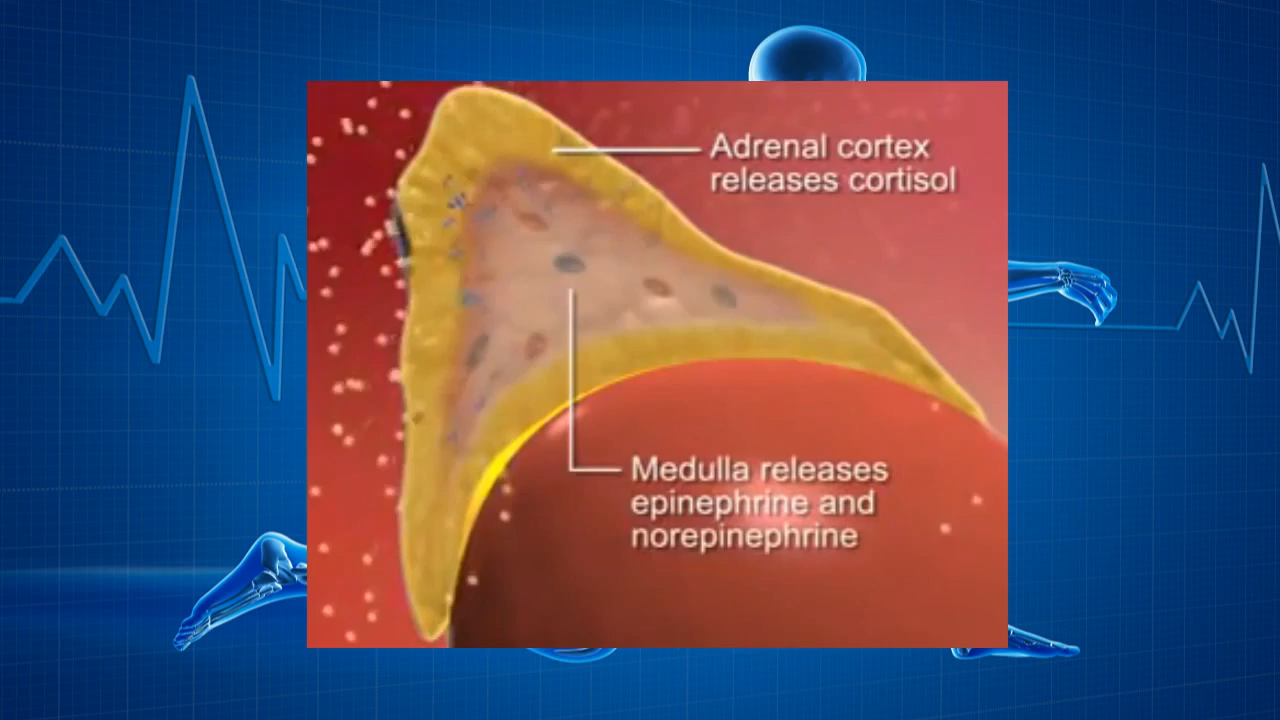 Adrenal cortex
releases cortisol
Medulla releases
epinephrine and
norepinephrine